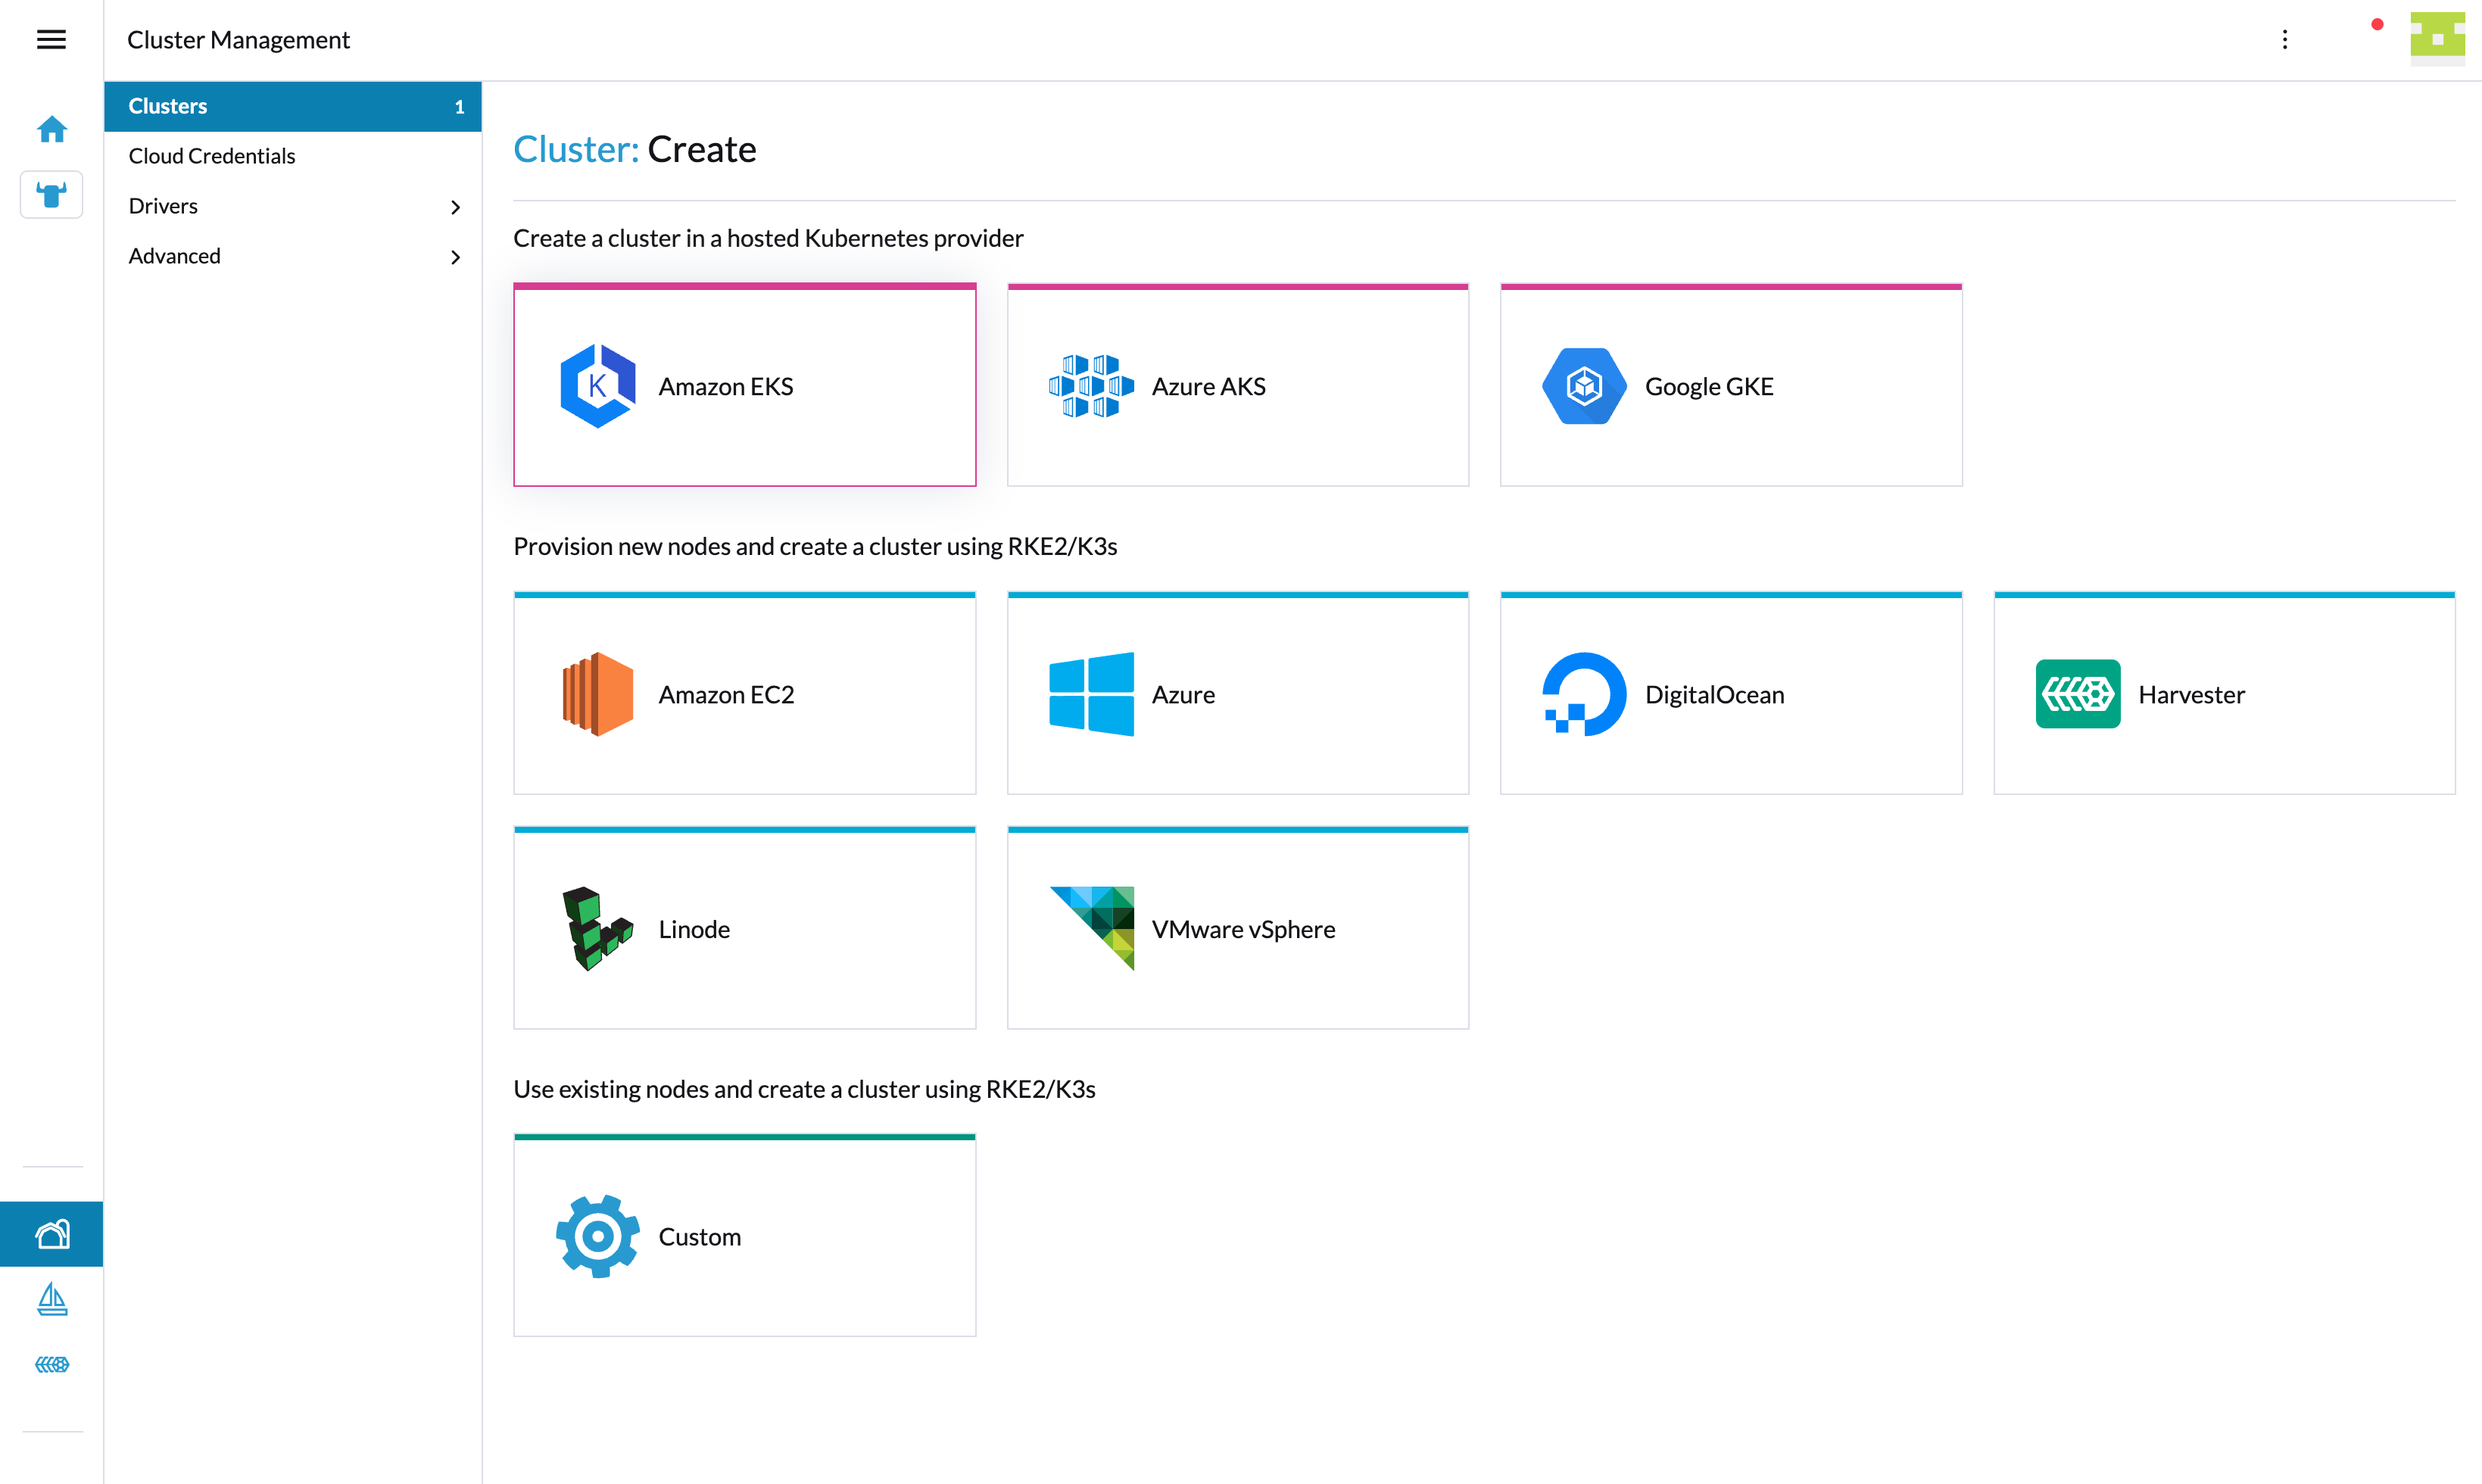 Cluster Management
Clusters 1
Cloud Credentials
Drivers
Advanced
Cluster: Create
Create a cluster in a hosted Kubernetes provider
K
Amazon EKS
Azure AKS
Google GKE
Provision new nodes and create a cluster using RKE2/K3s
Amazon EC2
Azure
DigitalOcean
Harvester
Linode
VMware vSphere
Use existing nodes and create a cluster using RKE2/K3s
Custom